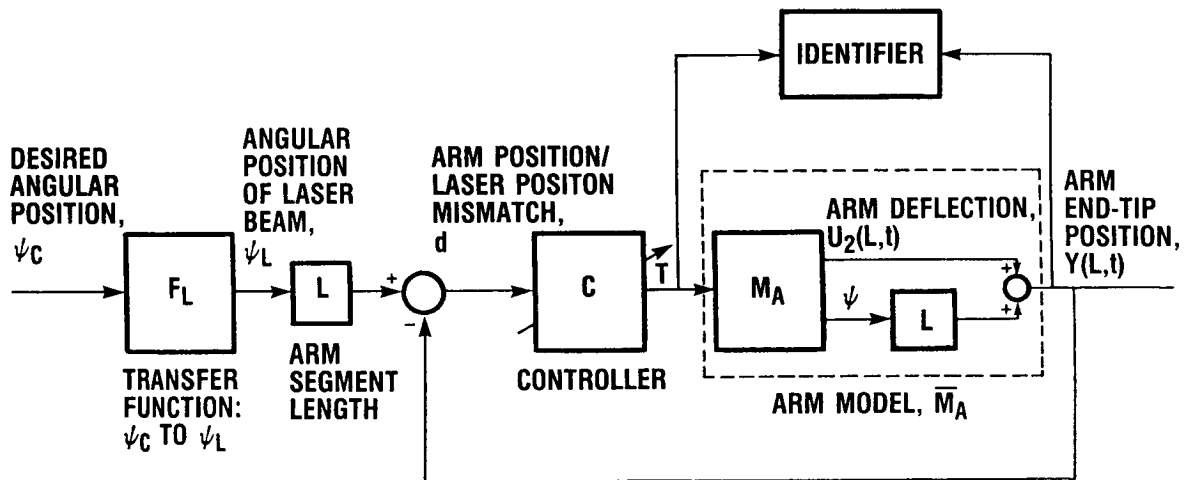 IDENTIFIER
DESIRED
ANGULAR
POSITION,
ψC
FL
TRANSFER
FUNCTION:
ψC TO ψL
ANGULAR
POSITION
OF LASER
BEAM,
ψL
L
ARM
SEGMENT
LENGTH
+
-
ARM POSITION/
LASER POSITON
MISMATCH,
d
C
CONTROLLER
T
MA
ARM DEFLECTION,
U2(L,t)
ψ
L
+
+
ARM MODEL, M̅A
ARM
END-TIP
POSITION,
Y(L,t)